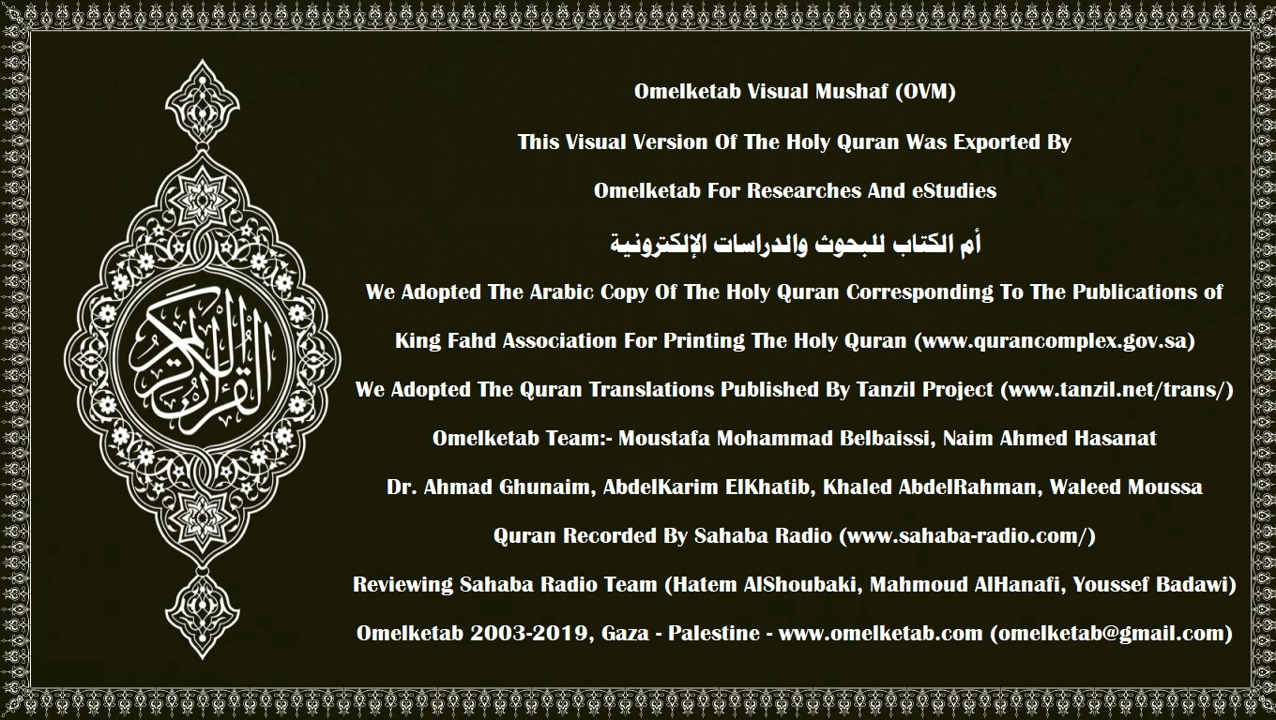 Omelketab Visual Mushaf (OVM)
This Visual Version Of The Holy Quran Was Exported By
Omelketab For Researches And eStudies
أم الكتاب للبحوث والدراسات الإلكترونية
We Adopted The Arabic Copy Of The Holy Quran Corresponding To The Publications of
King Fahd Association For Printing The Holy Quran (www.qurancomplex.gov.sa)
We Adopted The Quran Translations Published By Tanzil Project (www.tanzil.net/trans/)
Omelketab Team:- Moustafa Mohammad Belbaissi, Naim Ahmed Hasanat
Dr. Ahmad Ghunaim, AbdelKarim ElKhatib, Khaled AbdelRahman, Waleed Moussa
Quran Recorded By Sahaba Radio (www.sahaba-radio.com/)
Reviewing Sahaba Radio Team (Hatem AlShoubaki, Mahmoud AlHanafi, Youssef Badawi)
Omelketab 2003-2019, Gaza - Palestine - www.omelketab.com (omelketab@gmail.com)
القرآن الكريم